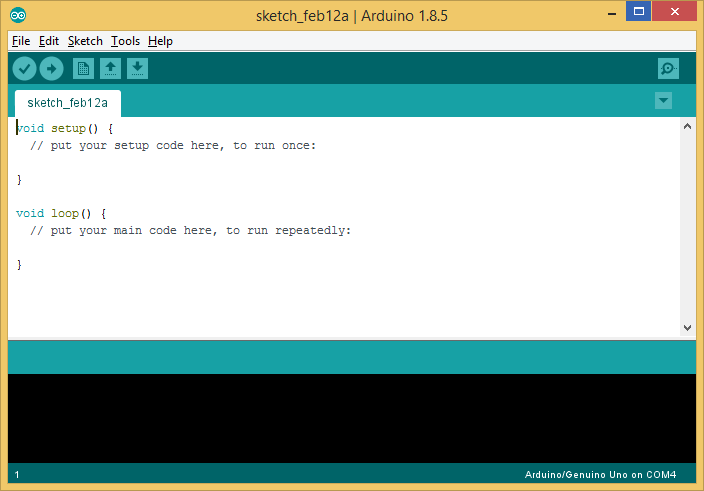 sketch_feb12a | Arduino 1.8.5
File Edit Sketch Tools Help
sketch_feb12a
void setup() {
  // put your setup code here, to run once:
}
void loop() {
  // put your main code here, to run repeatedly:
}
1 Arduino/Genuino Uno on COM4